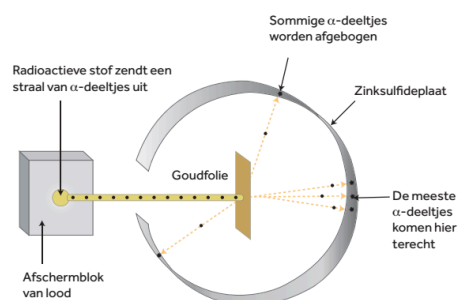 Sommige α-deeltjes
worden afgebogen
Radioactieve stof zendt een
straal van α-deeltjes uit
Zinksulfideplaat
Goudfolie
De meeste
α-deeltjes
komen hier
terecht
Afschermblok
van lood